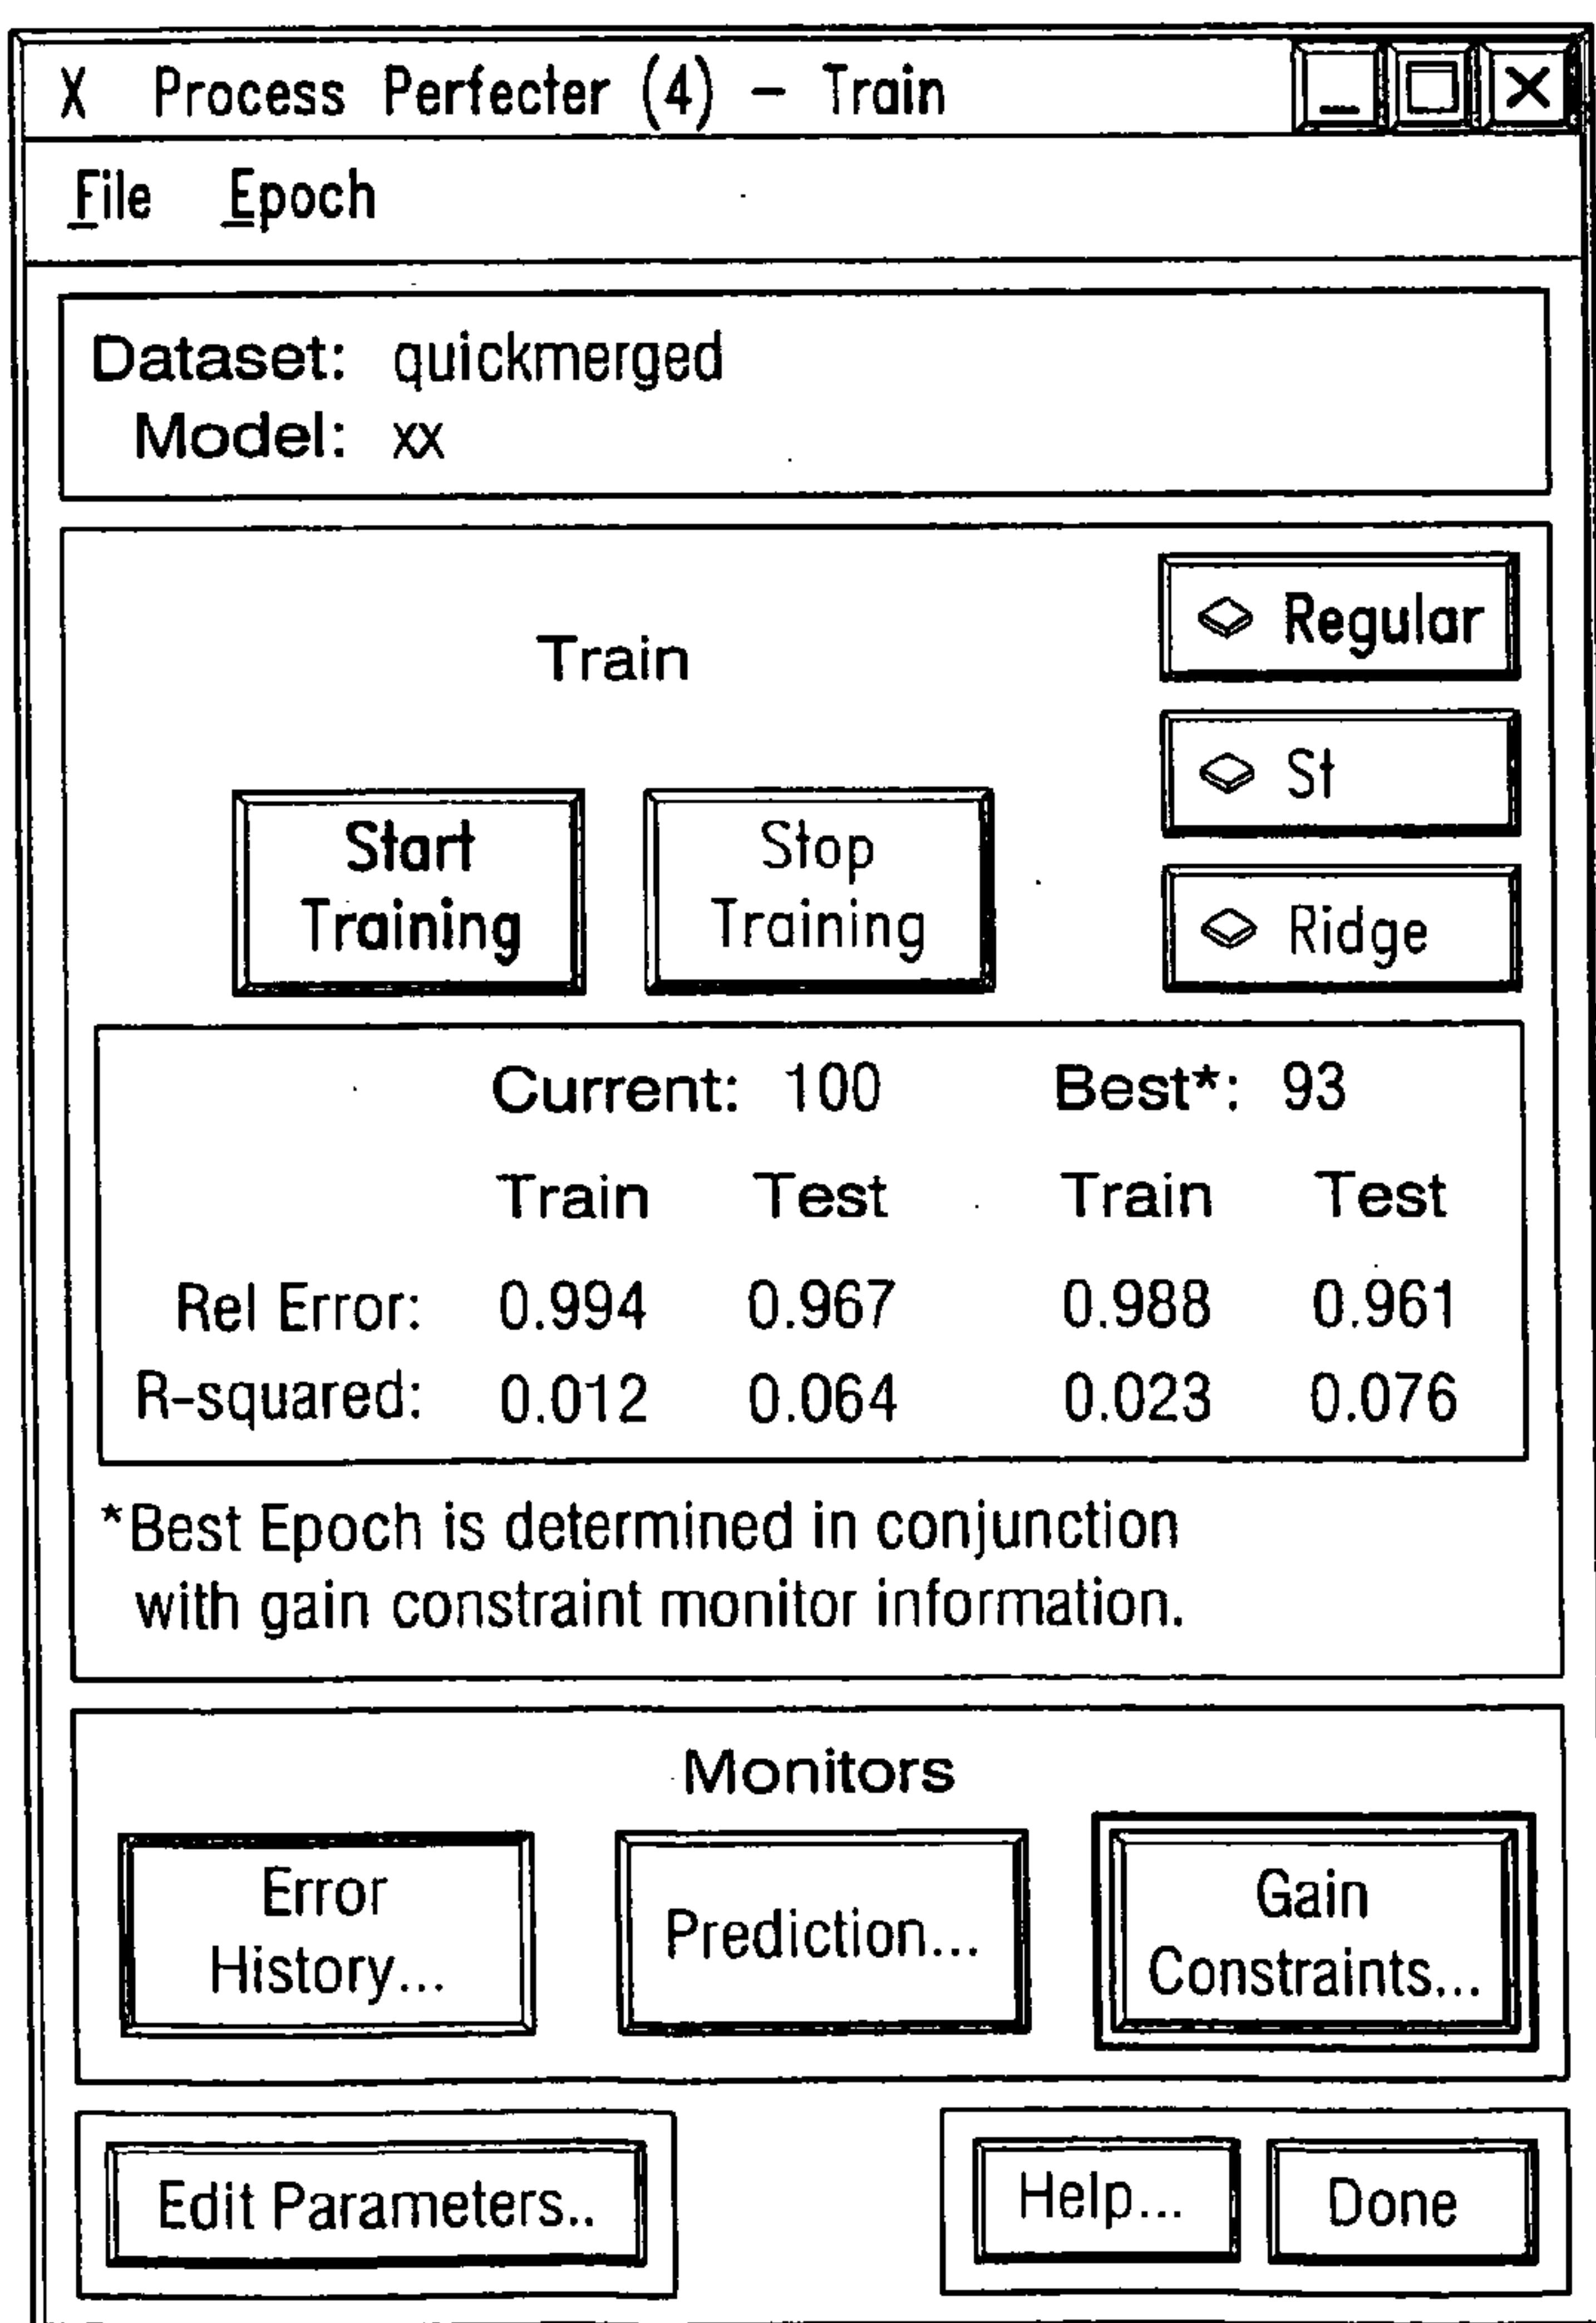 X Process Perfecter (4) – Train
File Epoch
Dataset: quickmerged
Model: xx
Train
Regular
St
Ridge
Start
Training
Stop
Training
Current: 100 Best*: 93
Train Test Train Test
Rel Error: 0.994 0.967 0.988 0.961
R-squared: 0.012 0.064 0.023 0.076
*Best Epoch is determined in conjunction
with gain constraint monitor information.
Monitors
Error
History...
Prediction...
Gain
Constraints...
Edit Parameters..
Help...
Done